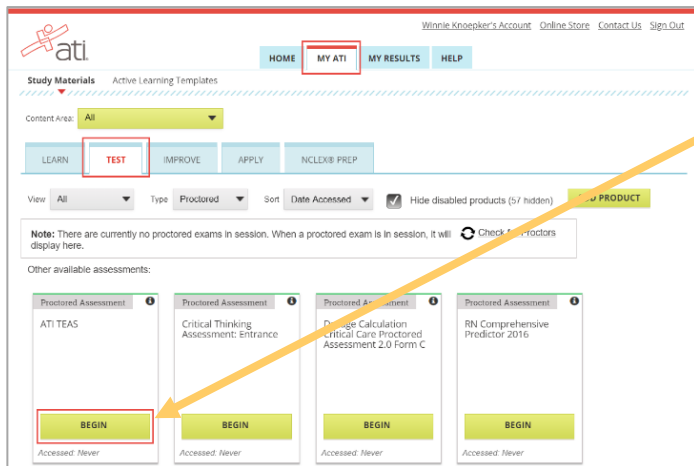 Winnie Knoepker's Account Online Store Contact Us Sign Out
ati
HOME MY ATI MY RESULTS HELP
Study Materials Active Learning Templates
Content Area: All
LEARN TEST IMPROVE APPLY NCLEX® PREP
View All Type Proctored Sort Date Accessed Hide disabled products (57 hidden) PRODUCT
Note: There are currently no proctored exams in session. When a proctored exam is in session, it will Check Proctors
display here.
Other available assessments:
Proctored Assessment Proctored Assessment Proctored Assessment Proctored Assessment
ATI TEAS Critical Thinking Dosage Calculation RN Comprehensive
Assessment: Entrance Critical Care Proctored Predictor 2016
Assessment 2.0 Form C
BEGIN BEGIN BEGIN BEGIN
Accessed: Never Accessed: Never Accessed: Never Accessed: Never